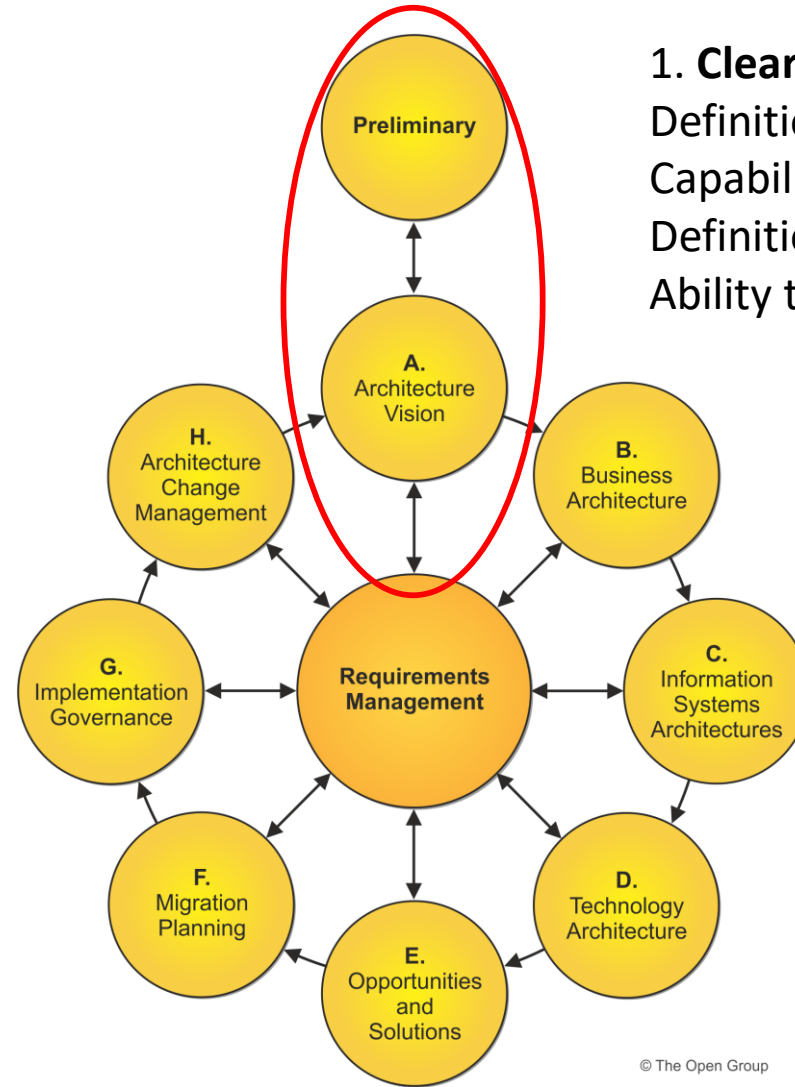 Preliminary
1. Clear
Definitio
Capabil
Definitio
Ability t
A.
Architecture
Vision
H.
Architecture
Change
Management
B.
Business
Architecture
G.
Implementation
Governance
Requirements
Management
C.
Information
Systems
Architectures
F.
Migration
Planning
D.
Technology
Architecture
E.
Opportunities
and
Solutions
© The Open Group